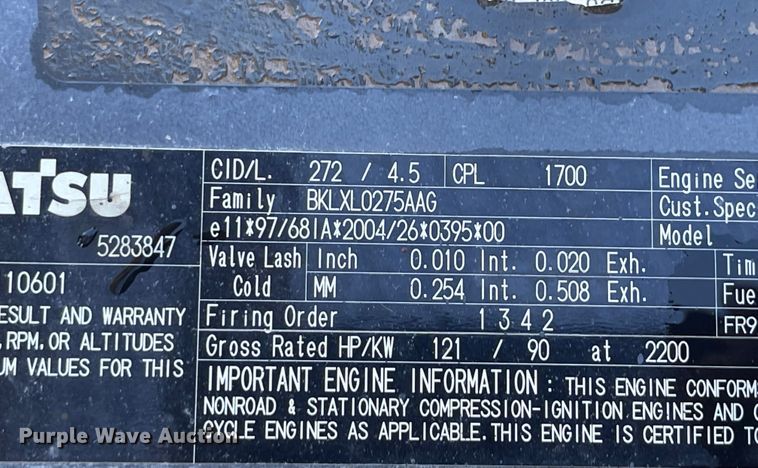 ATSU
5283847
10601
ESULT AND WARRANTY
,RPM,OR ALTITUDES
UM VALUES FOR THIS
CID/L. 272 / 4.5 CPL 1700 Engine Se
Family BKLXL0275AAG Cust.Spec
e11*97/68IA*2004/26*0395*00 Model
Valve Lash Inch 0.010 Int. 0.020 Exh. Tim
Cold MM 0.254 Int. 0.508 Exh. Fue
Firing Order 1 3 4 2 FR9
Gross Rated HP/KW 121 / 90 at 2200
IMPORTANT ENGINE INFORMATION : THIS ENGINE CONFORM
NONROAD & STATIONARY COMPRESSION-IGNITION ENGINES AND
CYCLE ENGINES AS APPLICABLE.THIS ENGINE IS CERTIFIED T
Purple Wave Auction